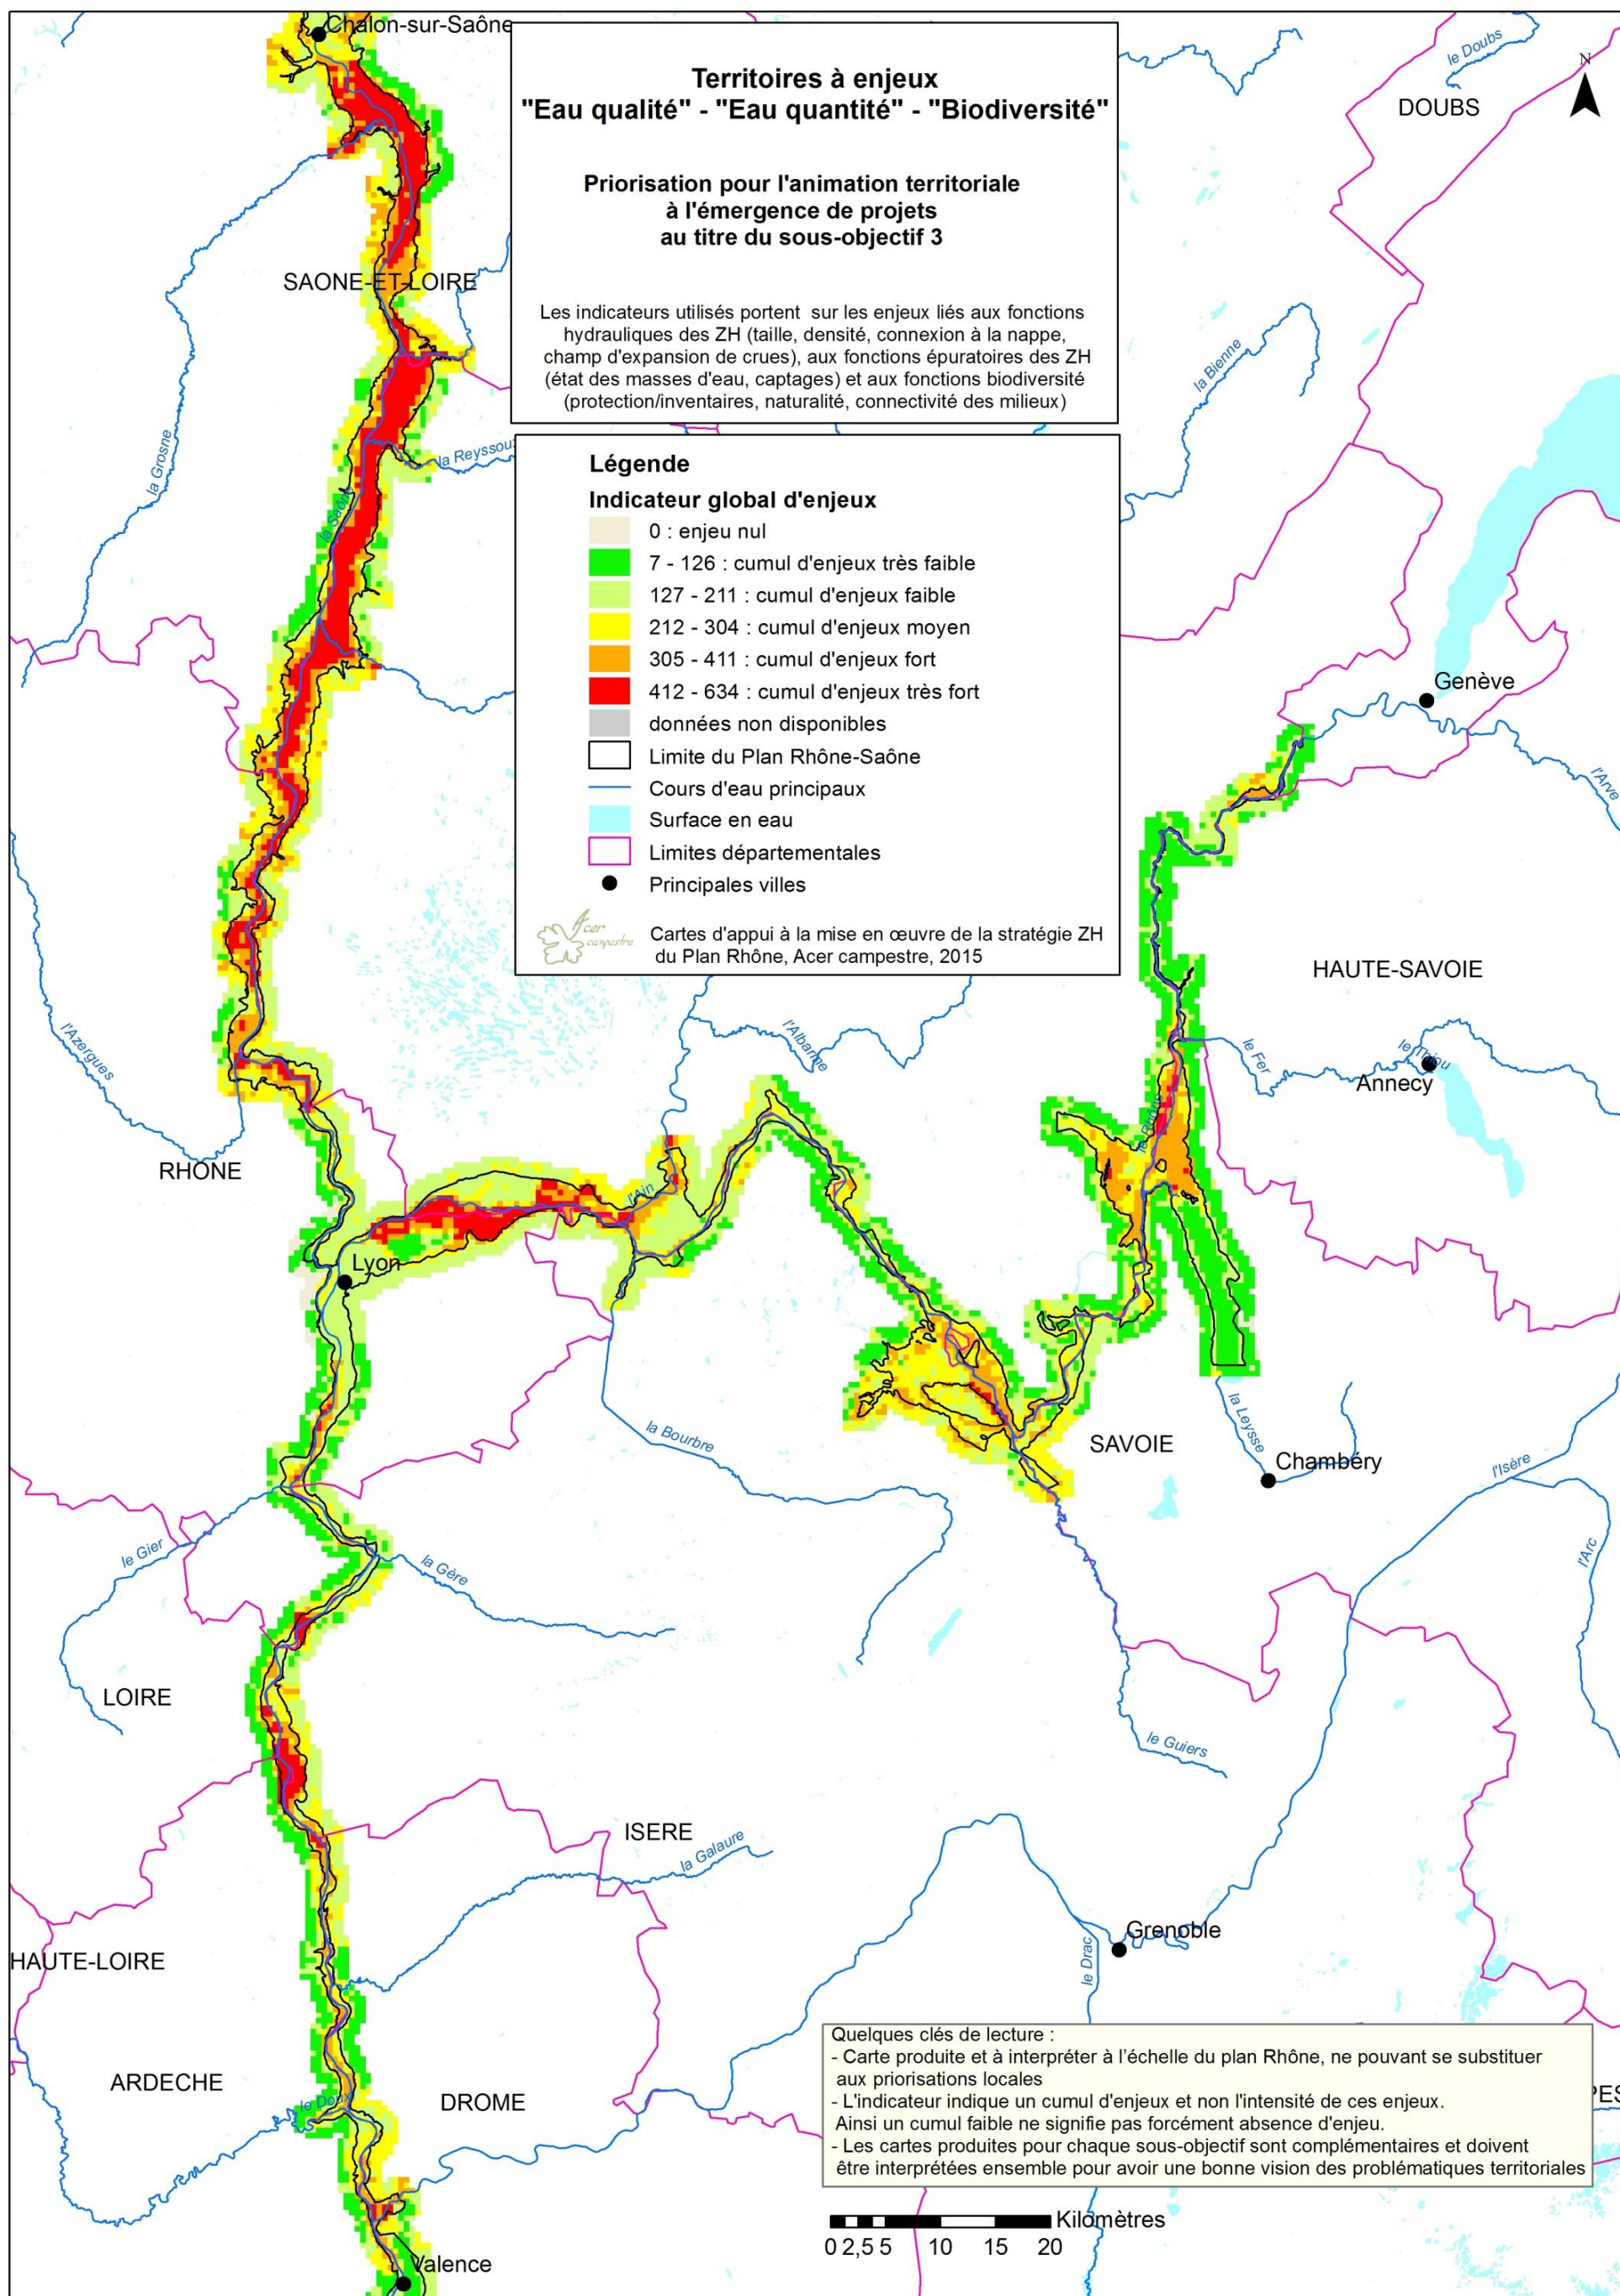 Chalon-sur-Saône
Territoires à enjeux
"Eau qualité" - "Eau quantité" - "Biodiversité"
Priorisation pour l'animation territoriale
à l'émergence de projets
au titre du sous-objectif 3
Les indicateurs utilisés portent sur les enjeux liés aux fonctions
hydrauliques des ZH (taille, densité, connexion à la nappe,
champ d'expansion de crues), aux fonctions épuratoires des ZH
(état des masses d'eau, captages) et aux fonctions biodiversité
(protection/inventaires, naturalité, connectivité des milieux)
le Doubs
N
DOUBS
SAONE-ET-LOIRE
la Bienne
la Grosne
la Reyssou
la Saône
Légende
Indicateur global d'enjeux
0 : enjeu nul
7 - 126 : cumul d'enjeux très faible
127 - 211 : cumul d'enjeux faible
212 - 304 : cumul d'enjeux moyen
305 - 411 : cumul d'enjeux fort
412 - 634 : cumul d'enjeux très fort
données non disponibles
Limite du Plan Rhône-Saône
Cours d'eau principaux
Surface en eau
Limites départementales
Principales villes
Acer
campestre
Cartes d'appui à la mise en œuvre de la stratégie ZH
du Plan Rhône, Acer campestre, 2015
Genève
l'Arve
HAUTE-SAVOIE
l'Azergues
l'Albarine
le Fer
le Thiou
Annecy
le Rhône
RHONE
l'Ain
Lyon
la Bourbre
SAVOIE
la Leysse
Chambéry
l'Isère
l'Arc
le Gier
la Gère
LOIRE
le Guiers
ISERE
la Galaure
Grenoble
le Drac
HAUTE-LOIRE
ARDECHE
le Doux
DROME
Quelques clés de lecture :
- Carte produite et à interpréter à l'échelle du plan Rhône, ne pouvant se substituer
aux priorisations locales
- L'indicateur indique un cumul d'enjeux et non l'intensité de ces enjeux.
Ainsi un cumul faible ne signifie pas forcément absence d'enjeu.
- Les cartes produites pour chaque sous-objectif sont complémentaires et doivent
être interprétées ensemble pour avoir une bonne vision des problématiques territoriales
PES
Kilomètres
0 2,5 5 10 15 20
Valence